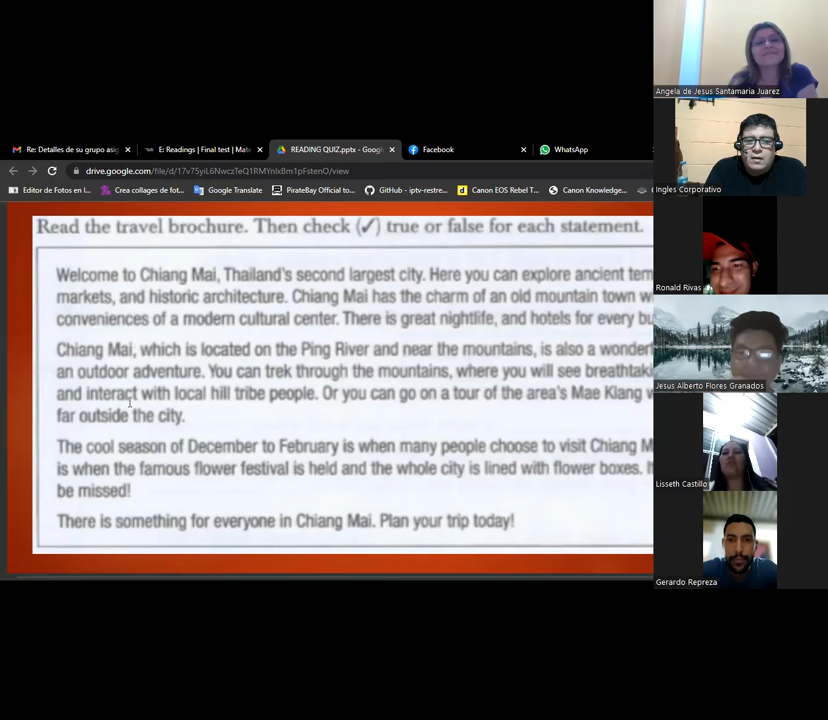 Re: Detalles de su grupo asig
E: Readings | Final test | Mat
READING QUIZ.pptx - Googl
Facebook
WhatsApp
drive.google.com/file/d/17v75yiL6NwczTeQ1RMYnlxBm1pFstenO/view
Editor de Fotos en l... Crea collages de fot... Google Translate PirateBay Últimoto... GitHub - iptv-restre... Canon EOS Rebel T... Canon Knowledge...
Read the travel brochure. Then check (✓) true or false for each statement.
Welcome to Chiang Mai, Thailand's second largest city. Here you can explore ancient tem
markets, and historic architecture. Chiang Mai has the charm of an old mountain town w
conveniences of a modern cultural center. There is great nightlife, and hotels for every bu
Chiang Mai, which is located on the Ping River and near the mountains, is also a wonder
an outdoor adventure. You can trek through the mountains, where you will see breathtak
and interact with local hill tribe people. Or you can go on a tour of the area's Mae Klang
far outside the city.
The cool season of December to February is when many people choose to visit Chiang M
is when the famous flower festival is held and the whole city is lined with flower boxes. I
be missed!
There is something for everyone in Chiang Mai. Plan your trip today!
Angela de Jesus Santamaria Juarez
Ingles Corporativo
Ronald Rivas
Jesus Alberto Flores Granados
Lisseth Castillo
Gerardo Repreza